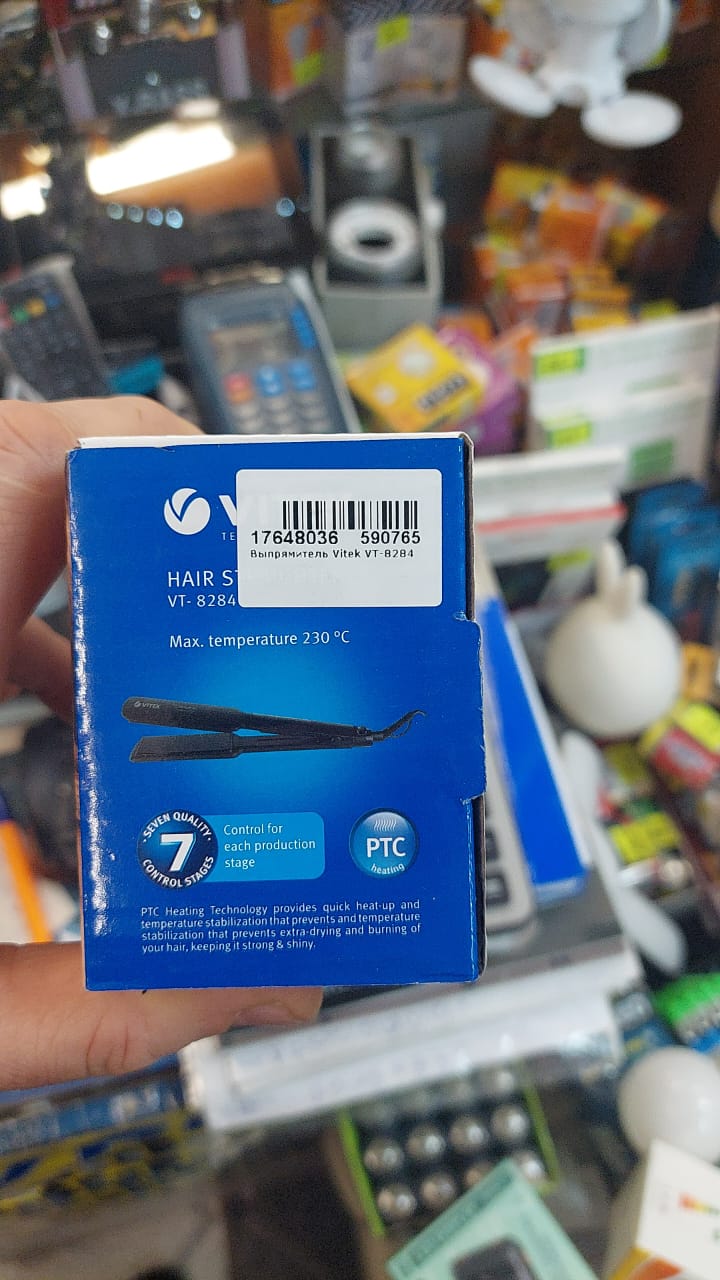 17648036 590765
Выпрямитель Vitek VT-8284
HAIR
VT- 8284
Max. temperature 230 °C
VITEK
SEVEN QUALITY
7
CONTROL STAGES
Control for
each production
stage
PTC
heating
PTC Heating Technology provides quick heat-up and
temperature stabilization that prevents and temperature
stabilization that prevents extra-drying and burning of
your hair, keeping it strong & shiny.